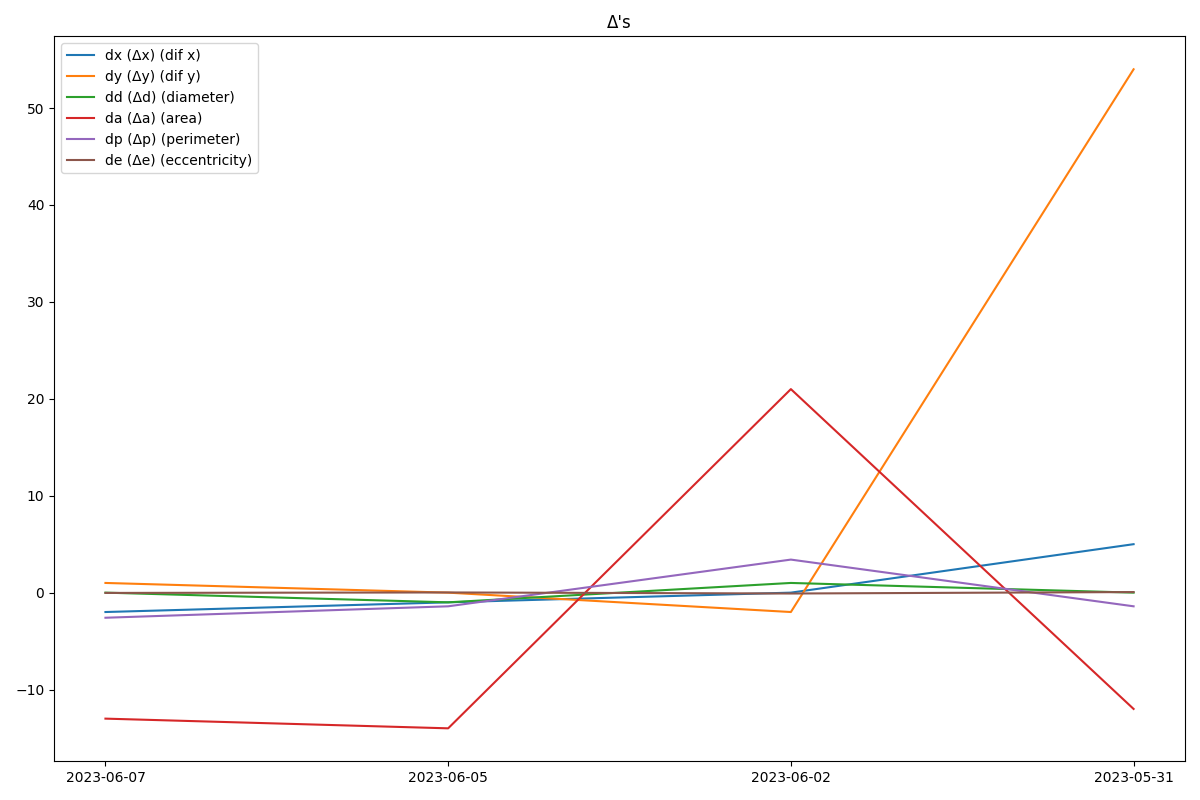 Δ's
dx (Δx) (dif x)
dy (Δy) (dif y)
dd (Δd) (diameter)
da (Δa) (area)
dp (Δp) (perimeter)
de (Δe) (eccentricity)
50
40
30
20
10
0
−10
2023-06-07 2023-06-05 2023-06-02 2023-05-31